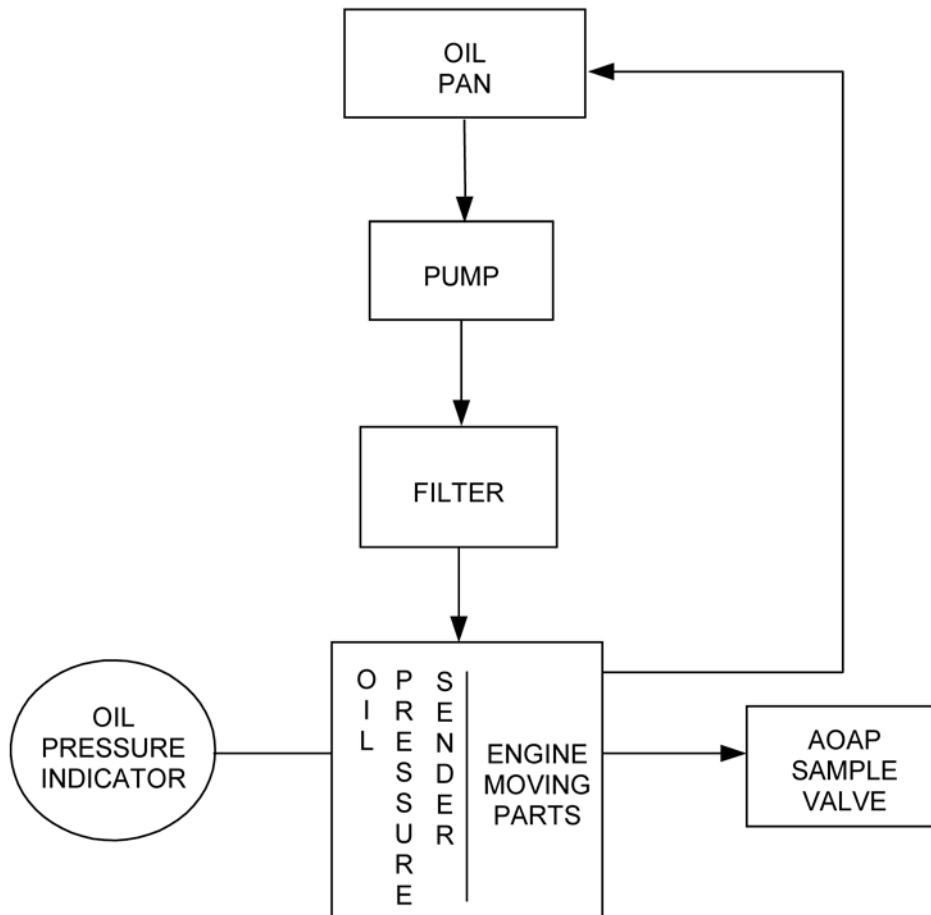 OIL
PAN
PUMP
FILTER
OIL
PRESSURE
SENDER
ENGINE
MOVING
PARTS
OIL
PRESSURE
INDICATOR
AOAP
SAMPLE
VALVE